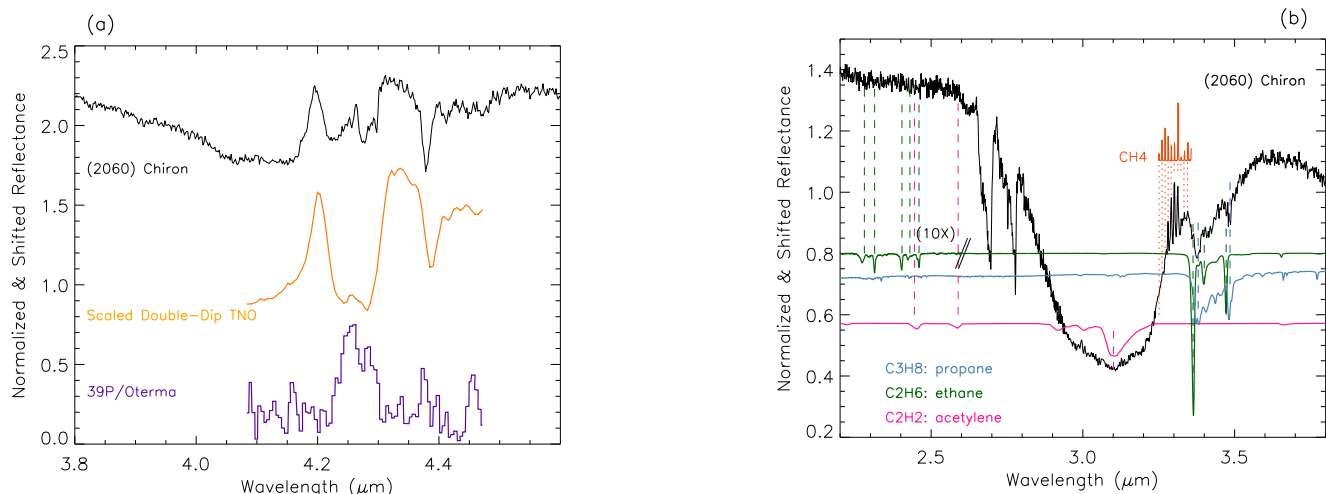 (a)
Normalized & Shifted Reflectance
2.5
2.0
1.5
1.0
0.5
0.0
(2060) Chiron
Scaled Double-Dip TNO
39P/Oterma
3.8
4.0
4.2
4.4
Wavelength (μm)
(b)
Normalized & Shifted Reflectance
1.4
1.2
1.0
0.8
0.6
0.4
0.2
(2060) Chiron
CH4
(10X)
C3H8: propane
C2H6: ethane
C2H2: acetylene
2.5
3.0
3.5
Wavelength (μm)